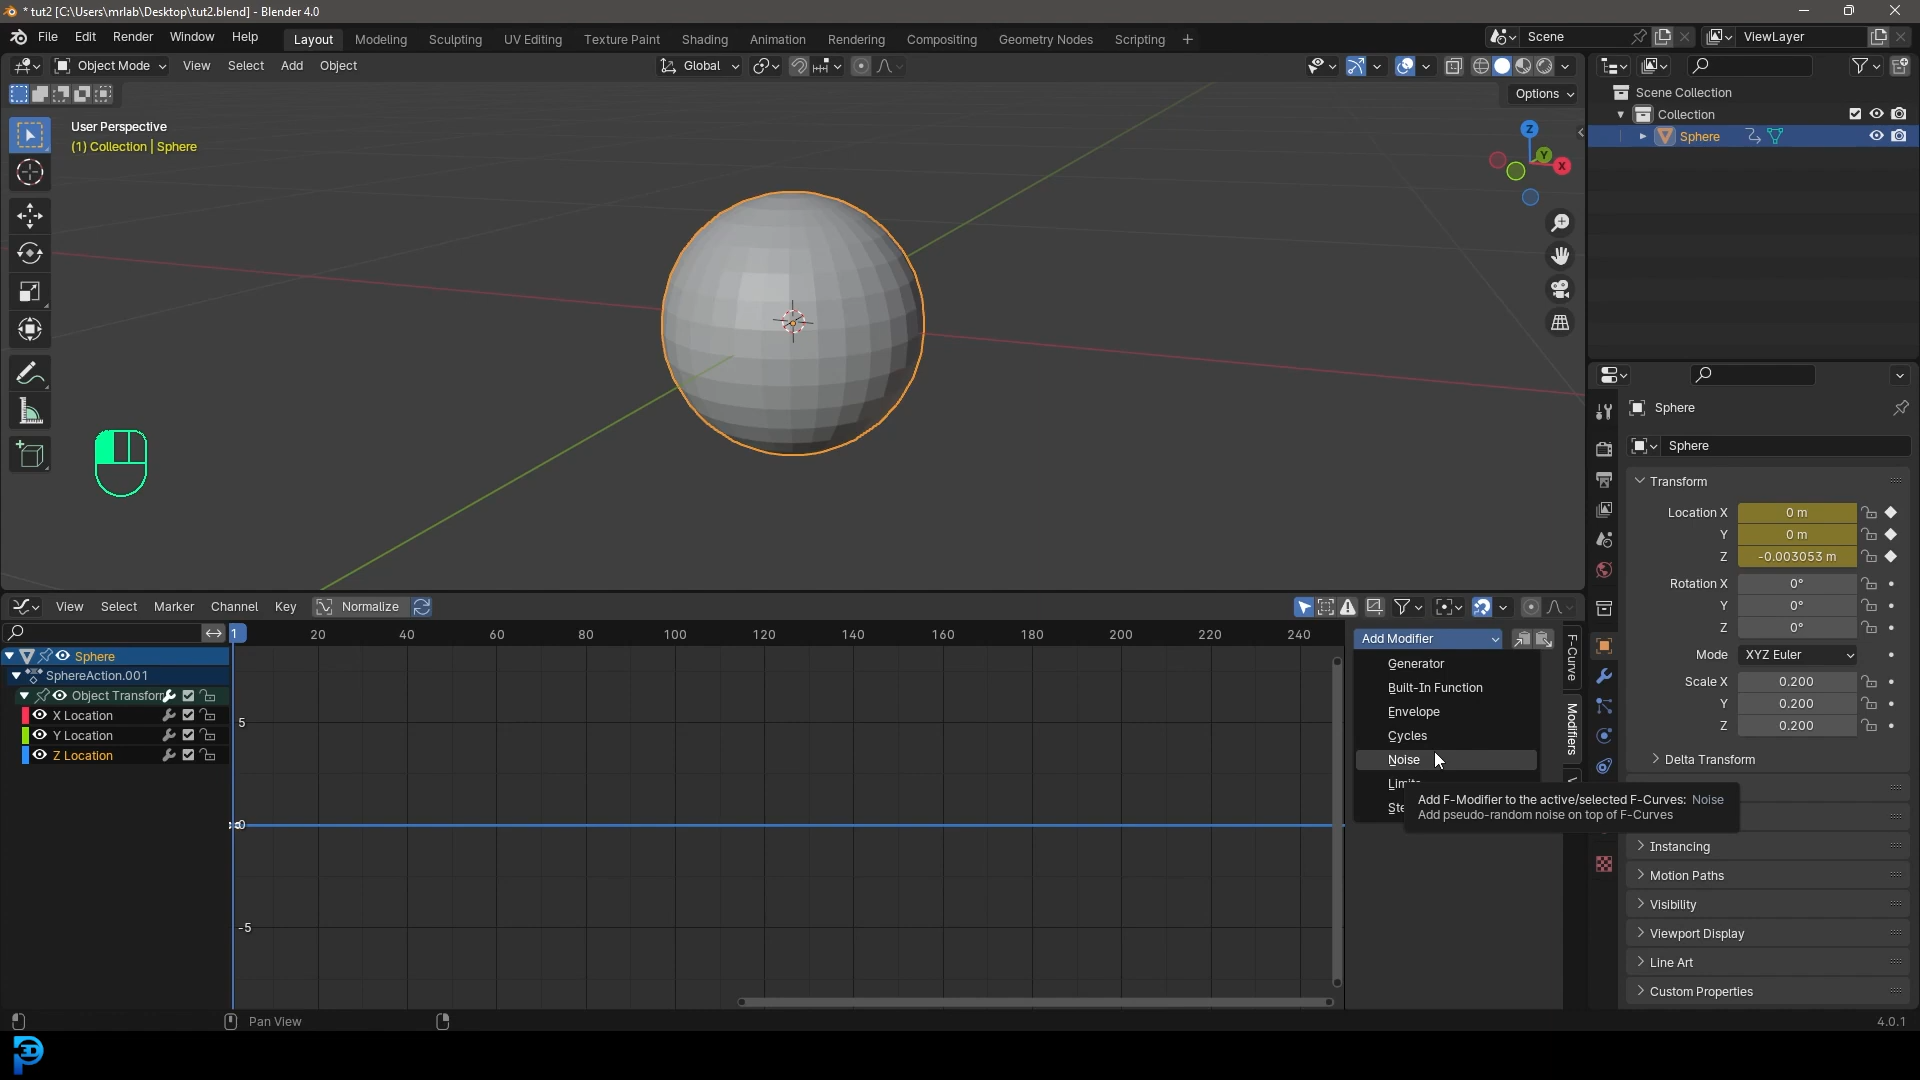 * tut2 [C:\Users\mrlab\Desktop\tut2.blend] - Blender 4.0
File Edit Render Window Help Layout Modeling Sculpting UV Editing Texture Paint Shading Animation Rendering Compositing Geometry Nodes Scripting + Scene ViewLayer
Object Mode View Select Add Object Global
Options
User Perspective
(1) Collection | Sphere
Z
Y
X
Scene Collection
Collection
Sphere
Sphere
Sphere
Transform
Location X 0 m
Y 0 m
Z -0.003053 m
Rotation X 0°
Y 0°
Z 0°
Mode XYZ Euler
Scale X 0.200
Y 0.200
Z 0.200
Delta Transform
Instancing
Motion Paths
Visibility
Viewport Display
Line Art
Custom Properties
View Select Marker Channel Key Normalize
1 20 40 60 80 100 120 140 160 180 200 220 240
Sphere
SphereAction.001
Object Transfor
X Location
Y Location
Z Location
5
0
-5
Add Modifier
Generator
Built-In Function
Envelope
Cycles
Noise
Add F-Modifier to the active/selected F-Curves: Noise
Add pseudo-random noise on top of F-Curves
F-Curve
Modifiers
Pan View
4.0.1
3D